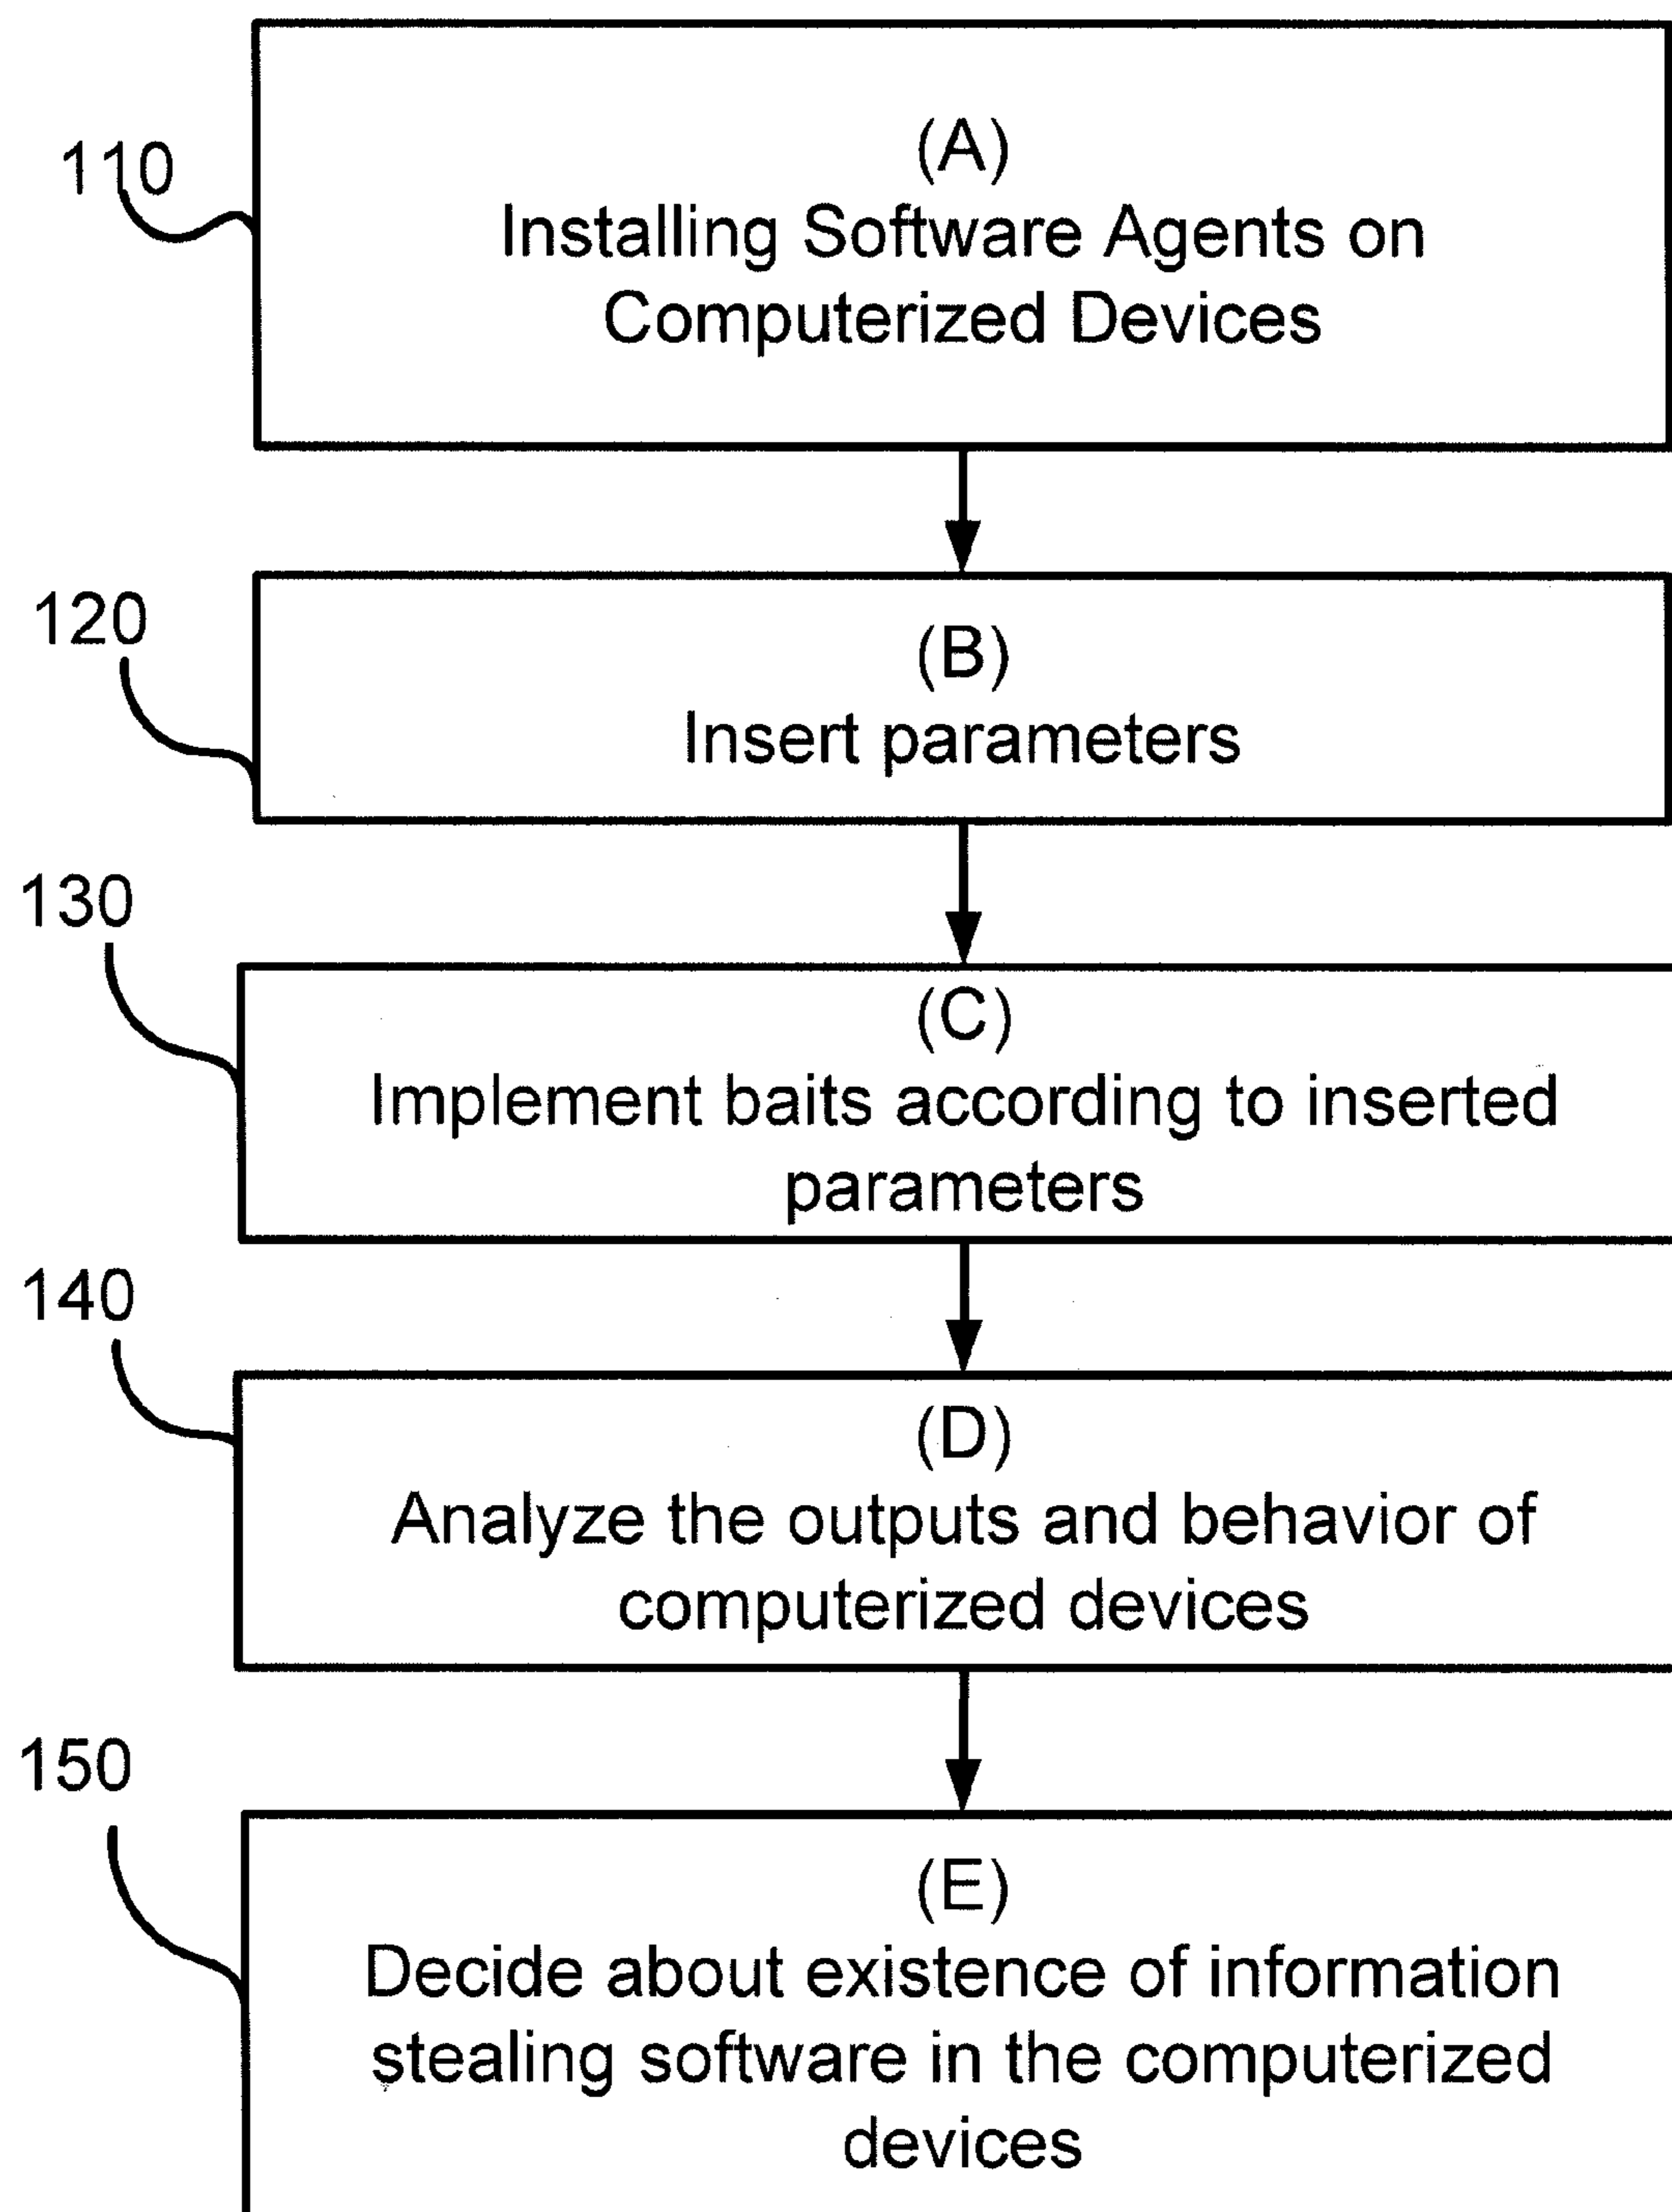 110
(A)
Installing Software Agents on
Computerized Devices
120
(B)
Insert parameters
130
(C)
Implement baits according to inserted
parameters
140
(D)
Analyze the outputs and behavior of
computerized devices
150
(E)
Decide about existence of information
stealing software in the computerized
devices